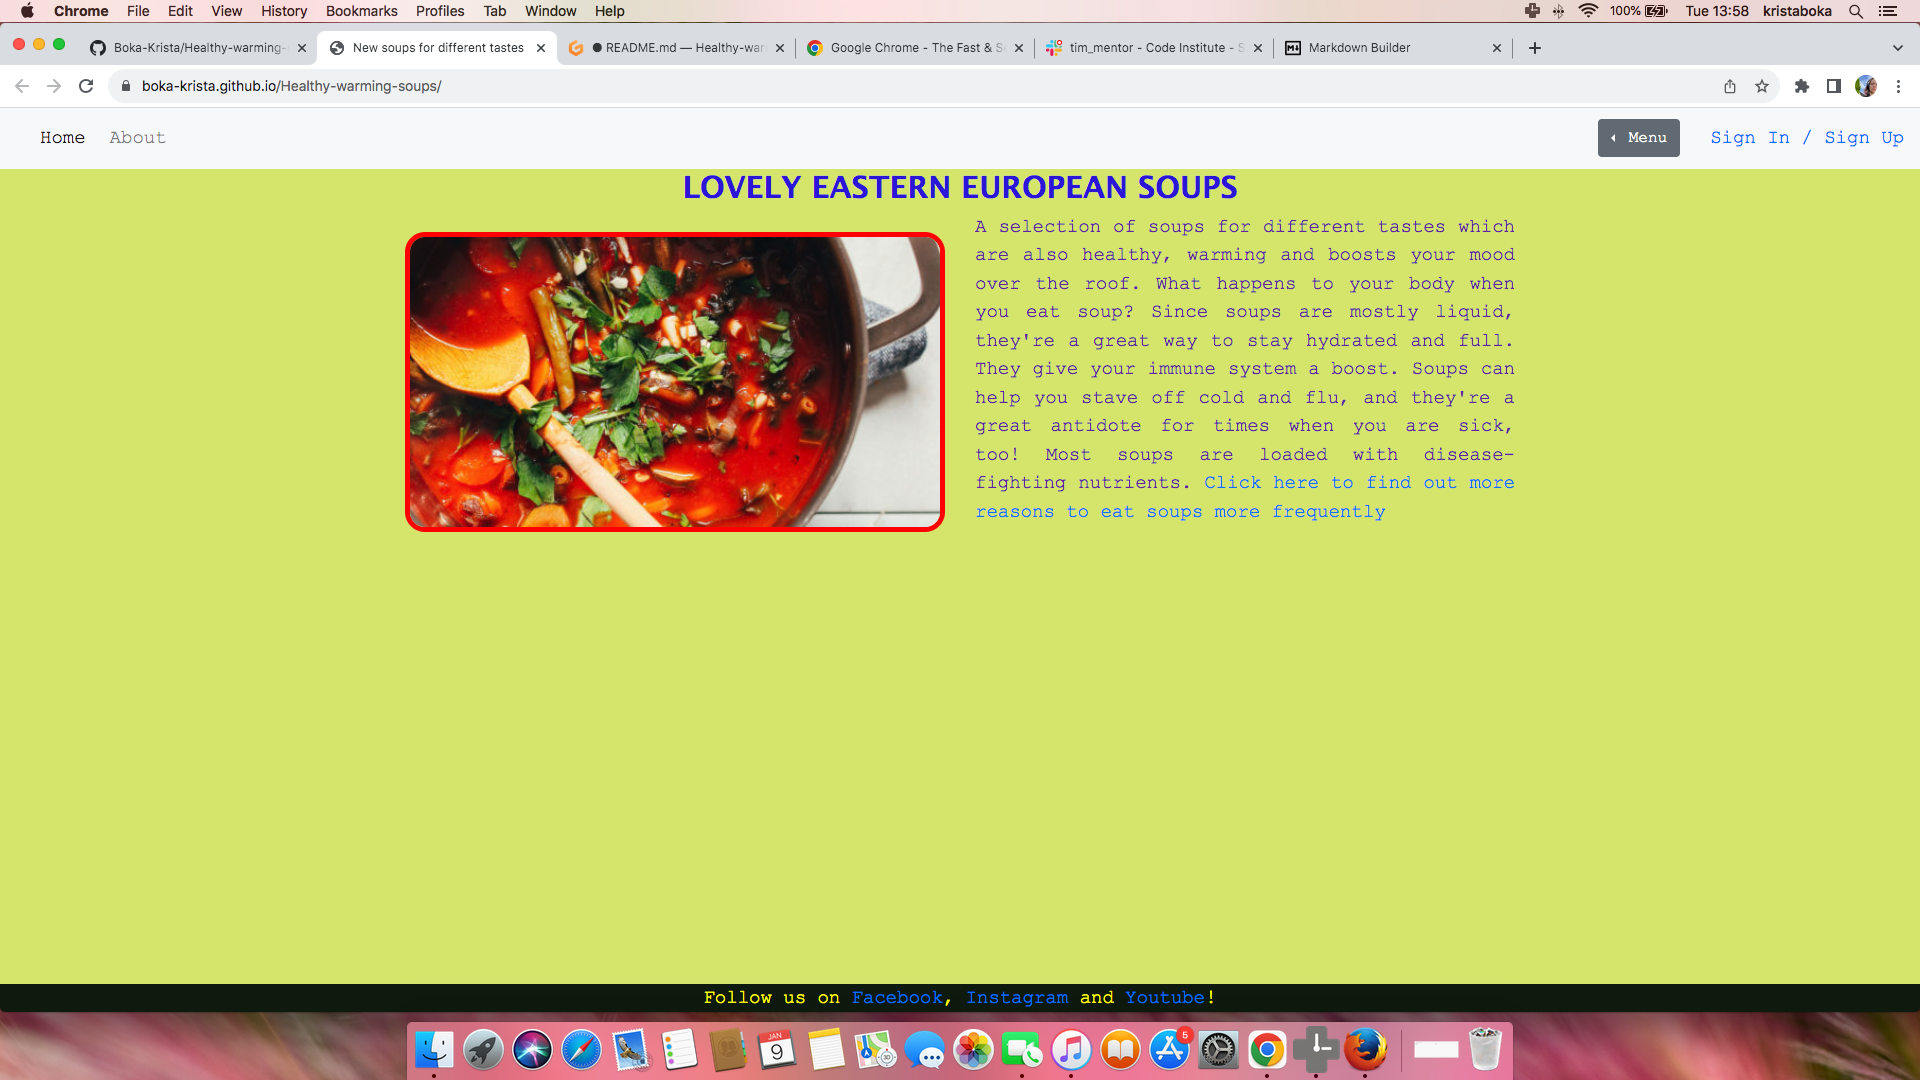 Chrome File Edit View History Bookmarks Profiles Tab Window Help 100% Tue 13:58 kristaboka
Boka-Krista/Healthy-warming- New soups for different tastes ● README.md — Healthy-war Google Chrome - The Fast & S tim_mentor - Code Institute - S Markdown Builder
boka-krista.github.io/Healthy-warming-soups/
Home About Menu Sign In / Sign Up
LOVELY EASTERN EUROPEAN SOUPS
A selection of soups for different tastes which
are also healthy, warming and boosts your mood
over the roof. What happens to your body when
you eat soup? Since soups are mostly liquid,
they're a great way to stay hydrated and full.
They give your immune system a boost. Soups can
help you stave off cold and flu, and they're a
great antidote for times when you are sick,
too! Most soups are loaded with disease-
fighting nutrients. Click here to find out more
reasons to eat soups more frequently
Follow us on Facebook, Instagram and Youtube!
JAN
9
3D
5